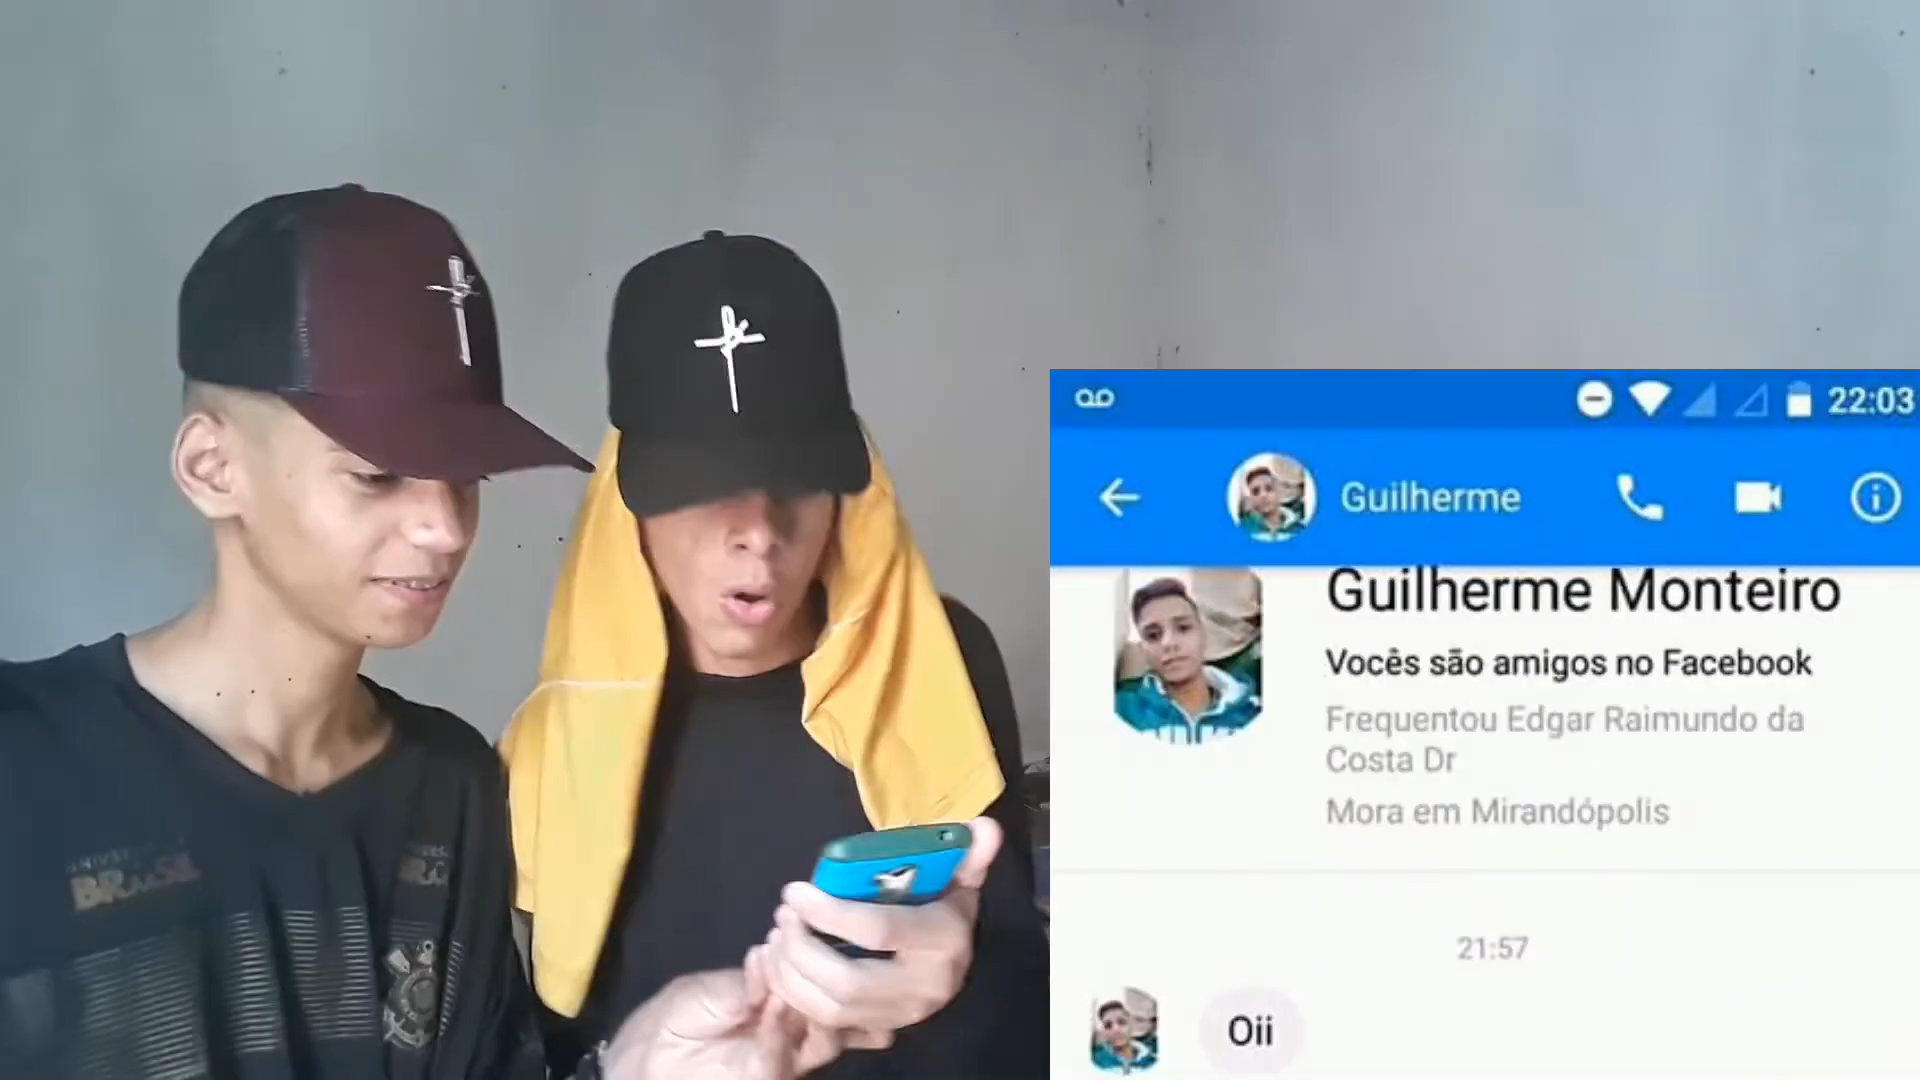 BRASIL
22:03
Guilherme
Guilherme Monteiro
Vocês são amigos no Facebook
Frequentou Edgar Raimundo da
Costa Dr
Mora em Mirandópolis
21:57
Oii